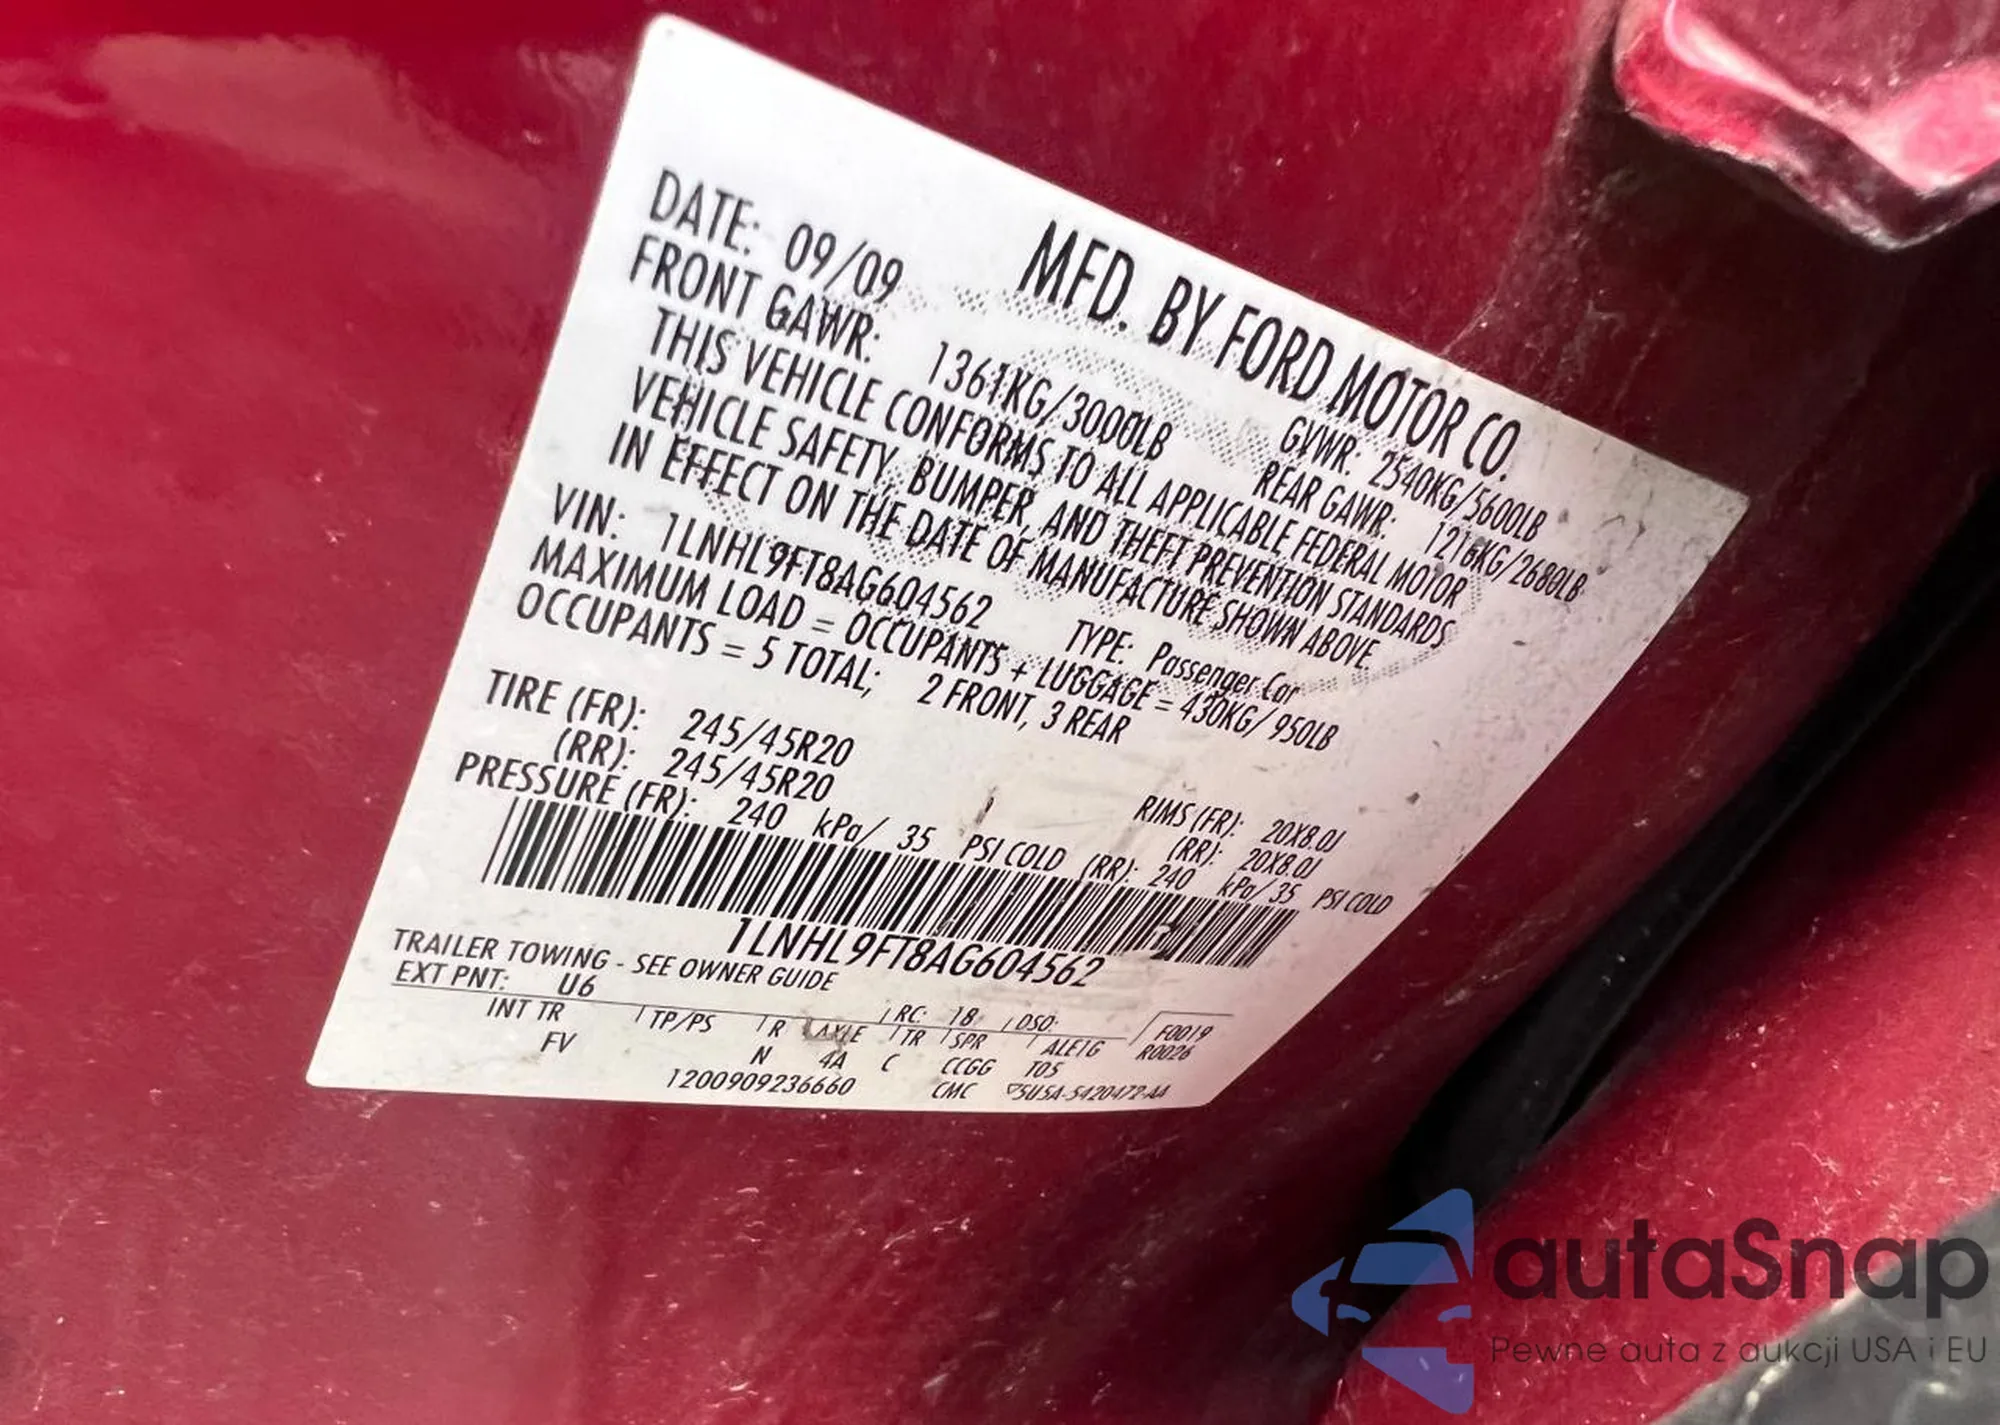 MFD. BY FORD MOTOR CO.
DATE: 09/09 GVWR: 2540KG/5600LB
FRONT GAWR: 1361KG/3000LB REAR GAWR: 1216KG/2680LB
THIS VEHICLE CONFORMS TO ALL APPLICABLE FEDERAL MOTOR
VEHICLE SAFETY, BUMPER, AND THEFT PREVENTION STANDARDS
IN EFFECT ON THE DATE OF MANUFACTURE SHOWN ABOVE.
VIN: 1LNHL9FT8AG604562 TYPE: Passenger Car
MAXIMUM LOAD = OCCUPANTS + LUGGAGE = 430KG/ 950LB
OCCUPANTS = 5 TOTAL; 2 FRONT, 3 REAR
TIRE (FR): 245/45R20 RIMS (FR): 20X8.0J
(RR): 245/45R20 (RR): 20X8.0J
PRESSURE (FR): 240 kPa/ 35 PSI COLD (RR): 240 kPa/ 35 PSI COLD
1LNHL9FT8AG604562
TRAILER TOWING - SEE OWNER GUIDE
EXT PNT: U6 RC: 18 DSO: F0019
INT TR TP/PS R AXLE TR SPR R0026
FV N 4A C CCGG T05
1200909236660 CMC
autaSnap
Pewne auta z aukcji USA i EU